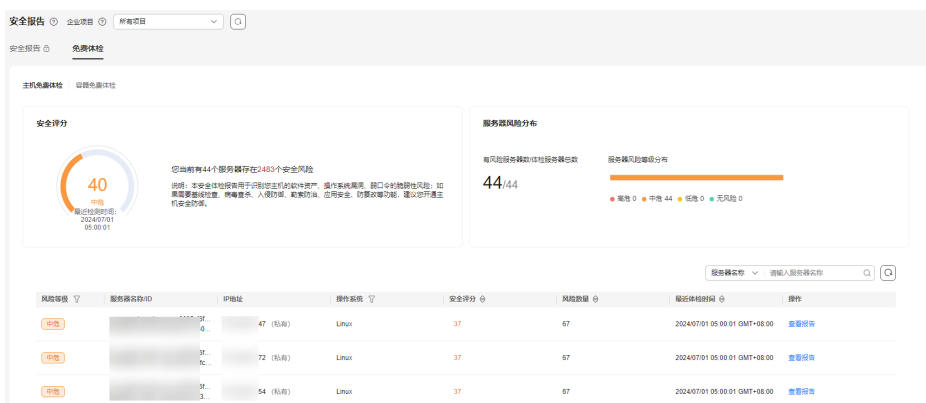 安全报告 企业项目 所有项目
安全报告 免费体检
主机免费体检 容器免费体检
安全评分
40
中危
最近检测时间:
2024/07/01
05:00:01
您当前有44个服务器存在2483个安全风险
说明:本安全体检报告用于识别您主机的软件资产、操作系统漏洞、弱口令的脆弱性风险;如
果需要基线检查、病毒查杀、入侵防御、勒索防治、应用安全、防篡改等功能,建议您开通主
机安全防御。
服务器风险分布
有风险服务器数/体检服务器总数
44/44
服务器风险等级分布
高危 0 中危 44 低危 0 无风险 0
服务器名称 请输入服务器名称
风险等级 服务器名称/ID IP地址 操作系统 安全评分 风险数量 最近体检时间 操作
中危 47 (私有) Linux 37 67 2024/07/01 05:00:01 GMT+08:00 查看报告
中危 72 (私有) Linux 37 67 2024/07/01 05:00:01 GMT+08:00 查看报告
中危 54 (私有) Linux 37 67 2024/07/01 05:00:01 GMT+08:00 查看报告